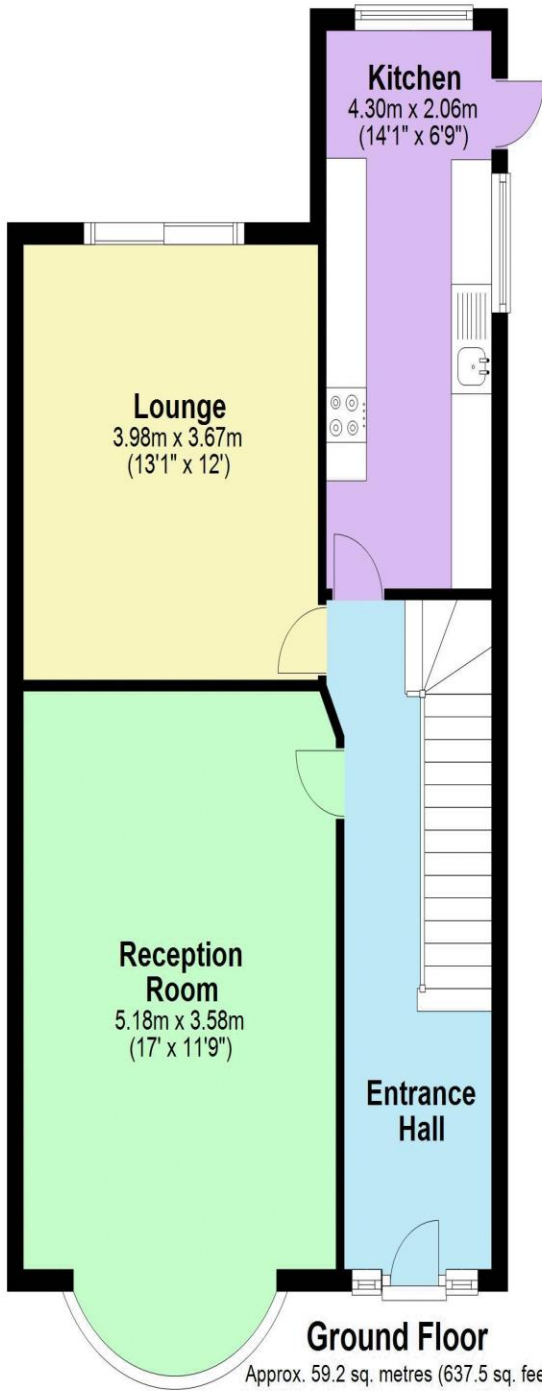 Kitchen
4.30m x 2.06m
(14'1" x 6'9")
Lounge
3.98m x 3.67m
(13'1" x 12')
Reception
Room
5.18m x 3.58m
(17' x 11'9")
Entrance
Hall
Ground Floor
Approx. 59.2 sq. metres (637.5 sq. fee